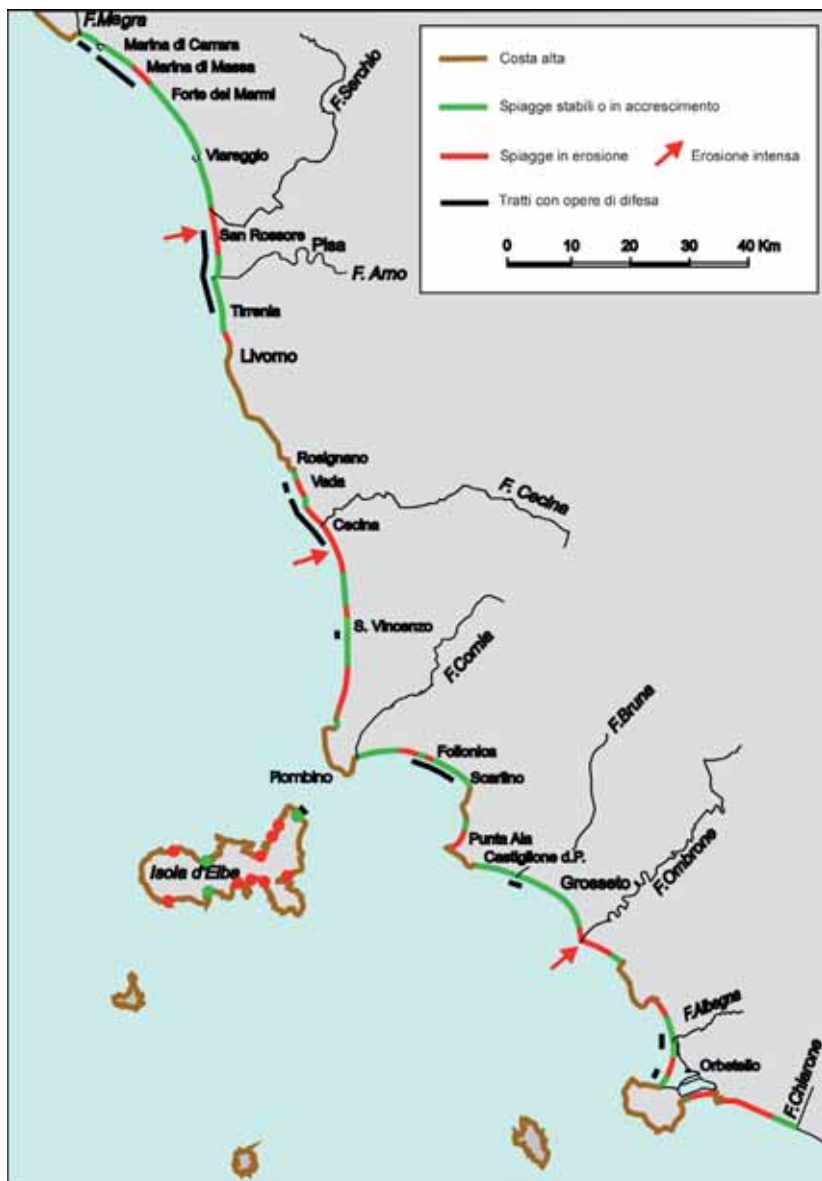 F.Magra
Marina di Carrara
Marina di Massa
Forte dei Marmi
F.Serchio
Viareggio
San Rossore
Pisa
F. Arno
Tirrenia
Livorno
Rosignano
Vada
Cecina
F. Cecina
S. Vincenzo
F.Cornia
Piombino
Follonica
Scarlino
F.Bruna
Punta Ala
Castiglione d.P.
Grosseto
F.Ombrone
Isola d'Elba
F.Albegna
Orbetello
F.Chiarone
Costa alta
Spiagge stabili o in accrescimento
Spiagge in erosione
Erosione intensa
Tratti con opere di difesa
0 10 20 40 Km